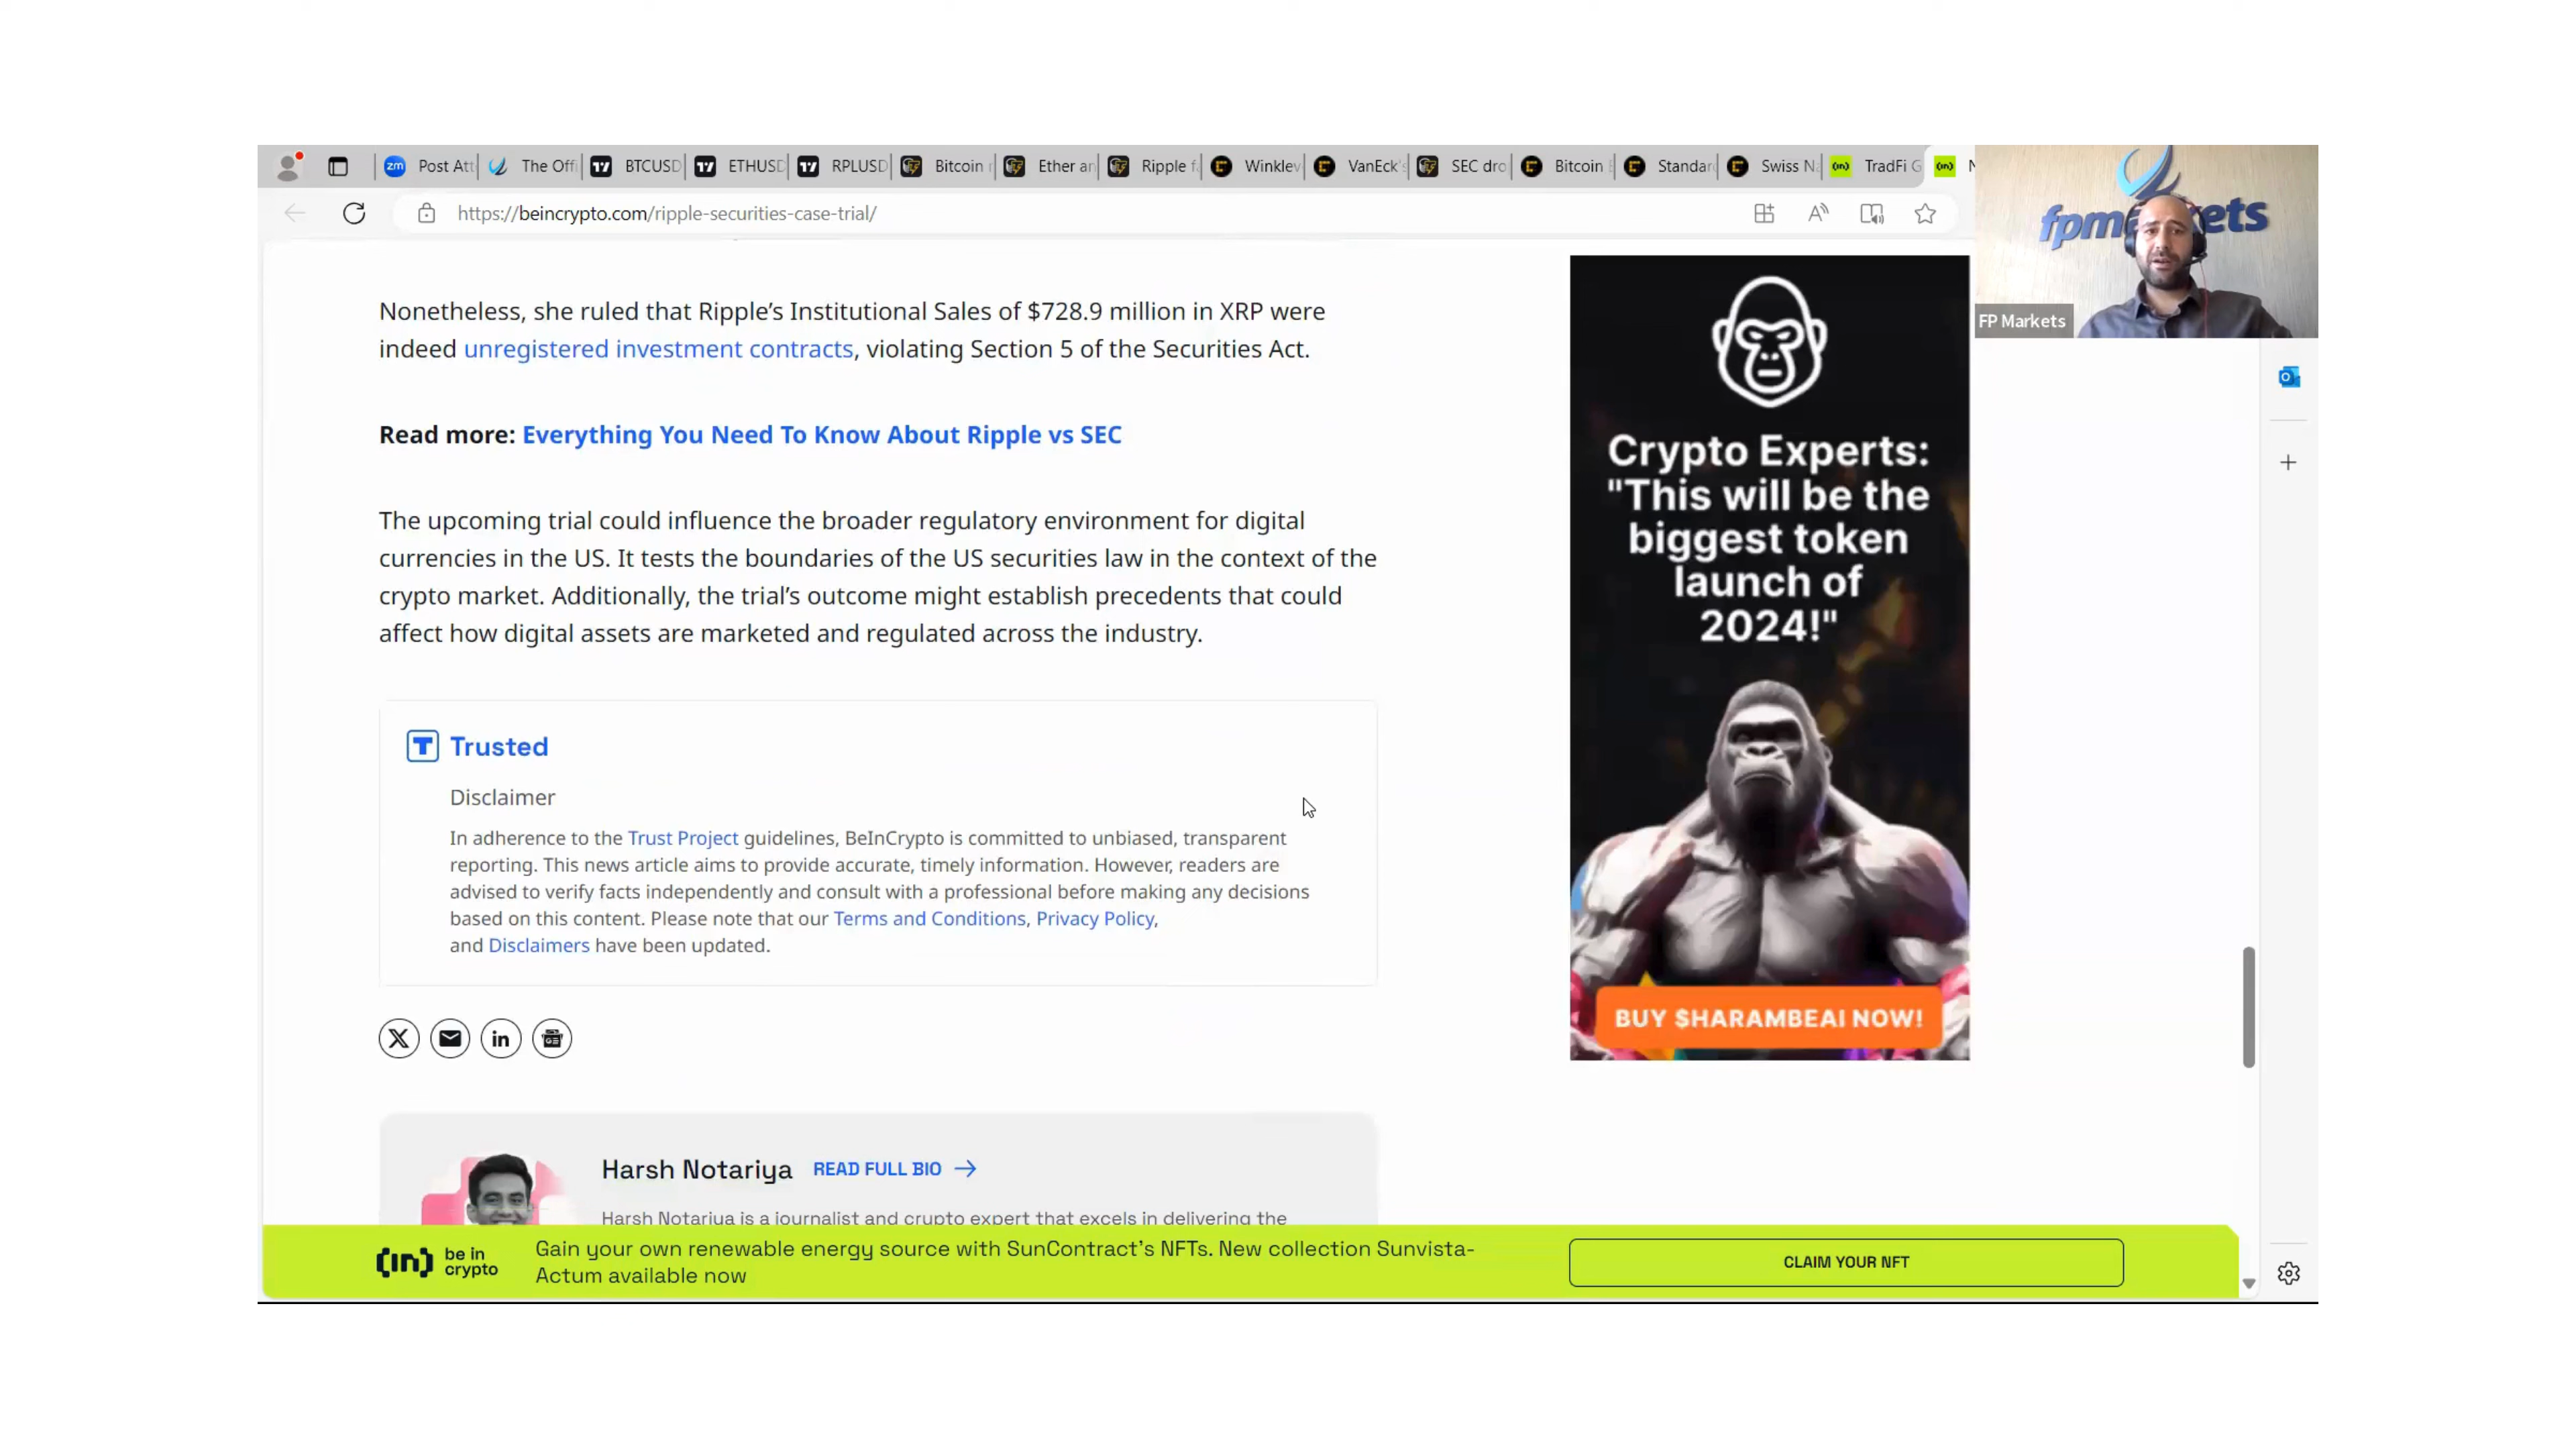 Post Att
The Offi
BTCUSD
ETHUSD
RPLUSD
Bitcoin r
Ether an
Ripple f
Winklev
VanEck's
SEC dro
Bitcoin E
Standar
Swiss Na
TradFi G
N
https://beincrypto.com/ripple-securities-case-trial/
fpmarkets
FP Markets
Nonetheless, she ruled that Ripple's Institutional Sales of $728.9 million in XRP were
indeed unregistered investment contracts, violating Section 5 of the Securities Act.
Read more: Everything You Need To Know About Ripple vs SEC
The upcoming trial could influence the broader regulatory environment for digital
currencies in the US. It tests the boundaries of the US securities law in the context of the
crypto market. Additionally, the trial's outcome might establish precedents that could
affect how digital assets are marketed and regulated across the industry.
Trusted
Disclaimer
In adherence to the Trust Project guidelines, BeInCrypto is committed to unbiased, transparent
reporting. This news article aims to provide accurate, timely information. However, readers are
advised to verify facts independently and consult with a professional before making any decisions
based on this content. Please note that our Terms and Conditions, Privacy Policy,
and Disclaimers have been updated.
Crypto Experts:
"This will be the
biggest token
launch of
2024!"
BUY $HARAMBEAI NOW!
Harsh Notariya READ FULL BIO
Harsh Notariya is a journalist and crypto expert that excels in delivering the
(in) be in
crypto
Gain your own renewable energy source with SunContract's NFTs. New collection Sunvista-
Actum available now
CLAIM YOUR NFT